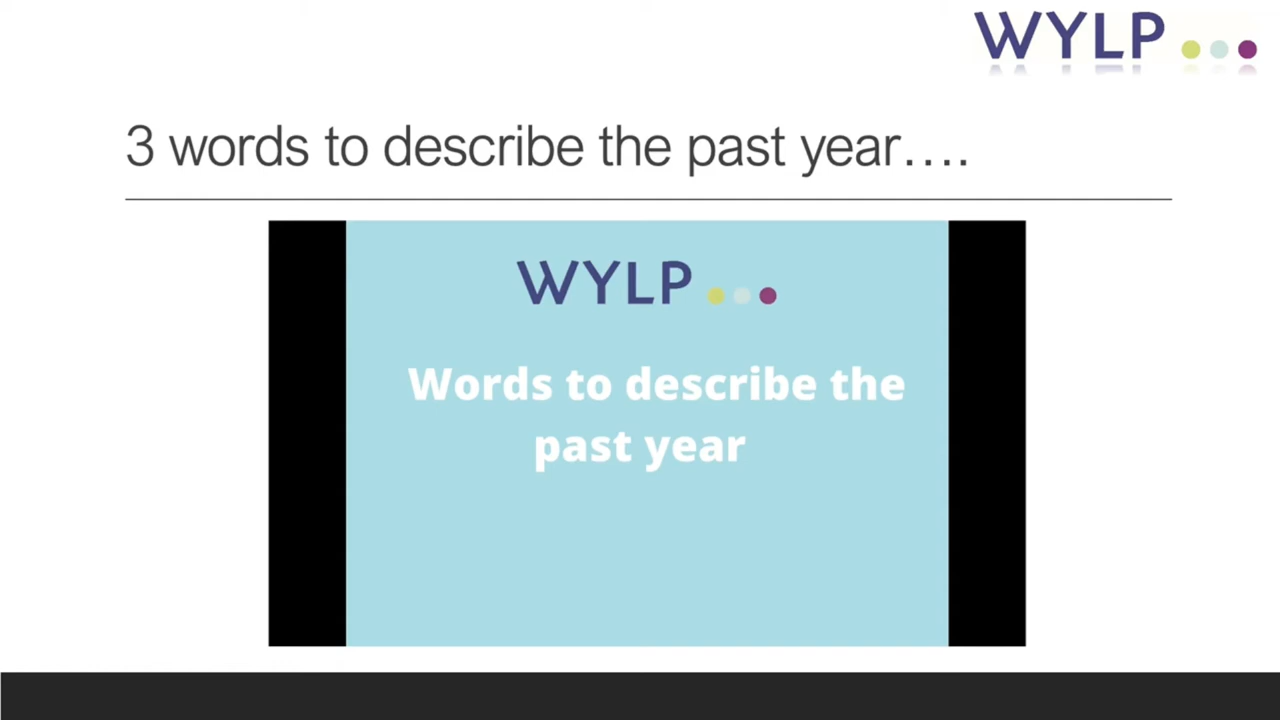 WYLP
3 words to describe the past year....
WYLP
Words to describe the
past year